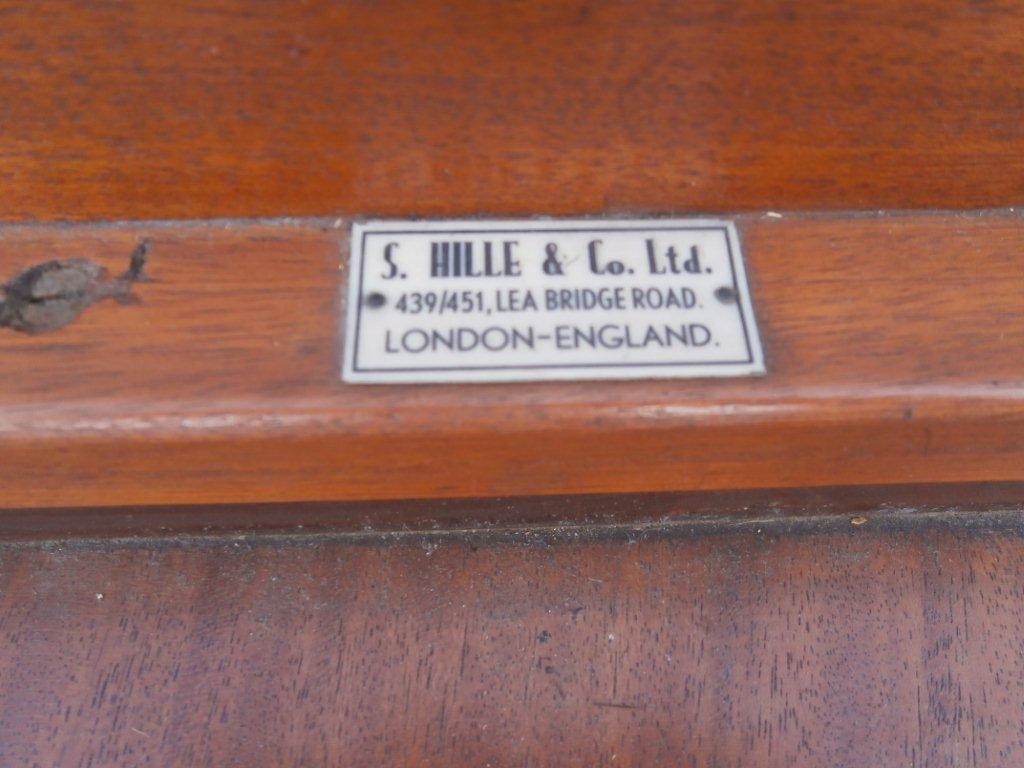 S. HILLE & Co. Ltd.
439/451, LEA BRIDGE ROAD.
LONDON-ENGLAND.